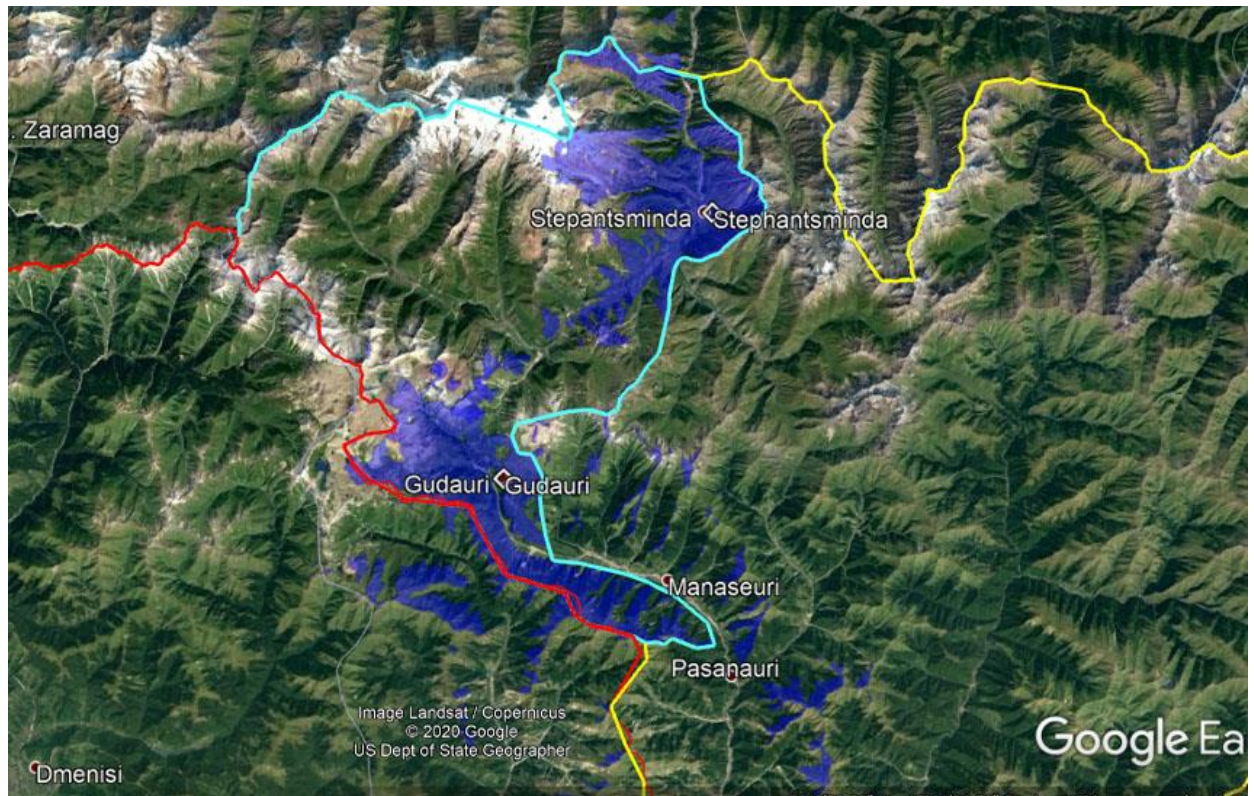 . Zaramag
Stepantsminda
Stephantsminda
Gudauri
Gudauri
Manaseuri
Pasanauri
Image Landsat / Copernicus
© 2020 Google
US Dept of State Geographer
Google Ea
Dmenisi